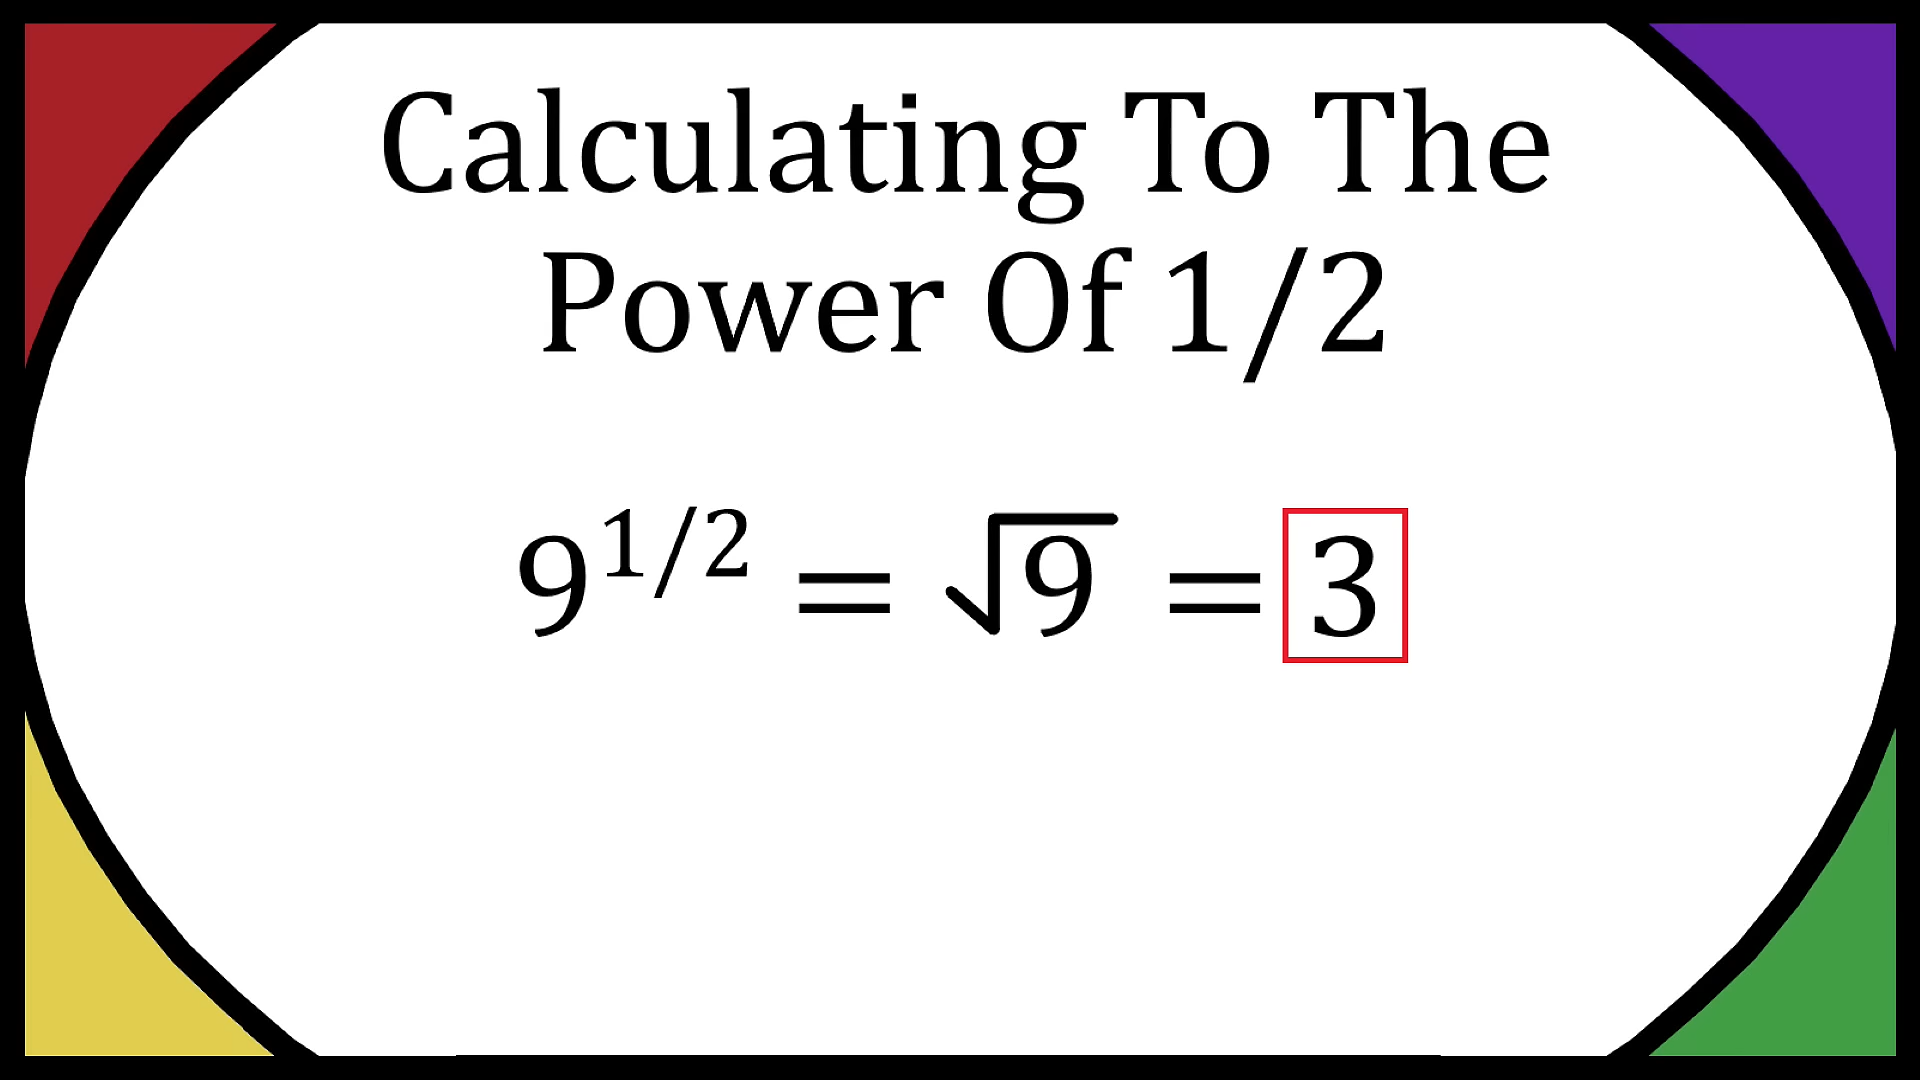 Calculating To The
Power Of 1/2
9^1/2 = √9 = 3